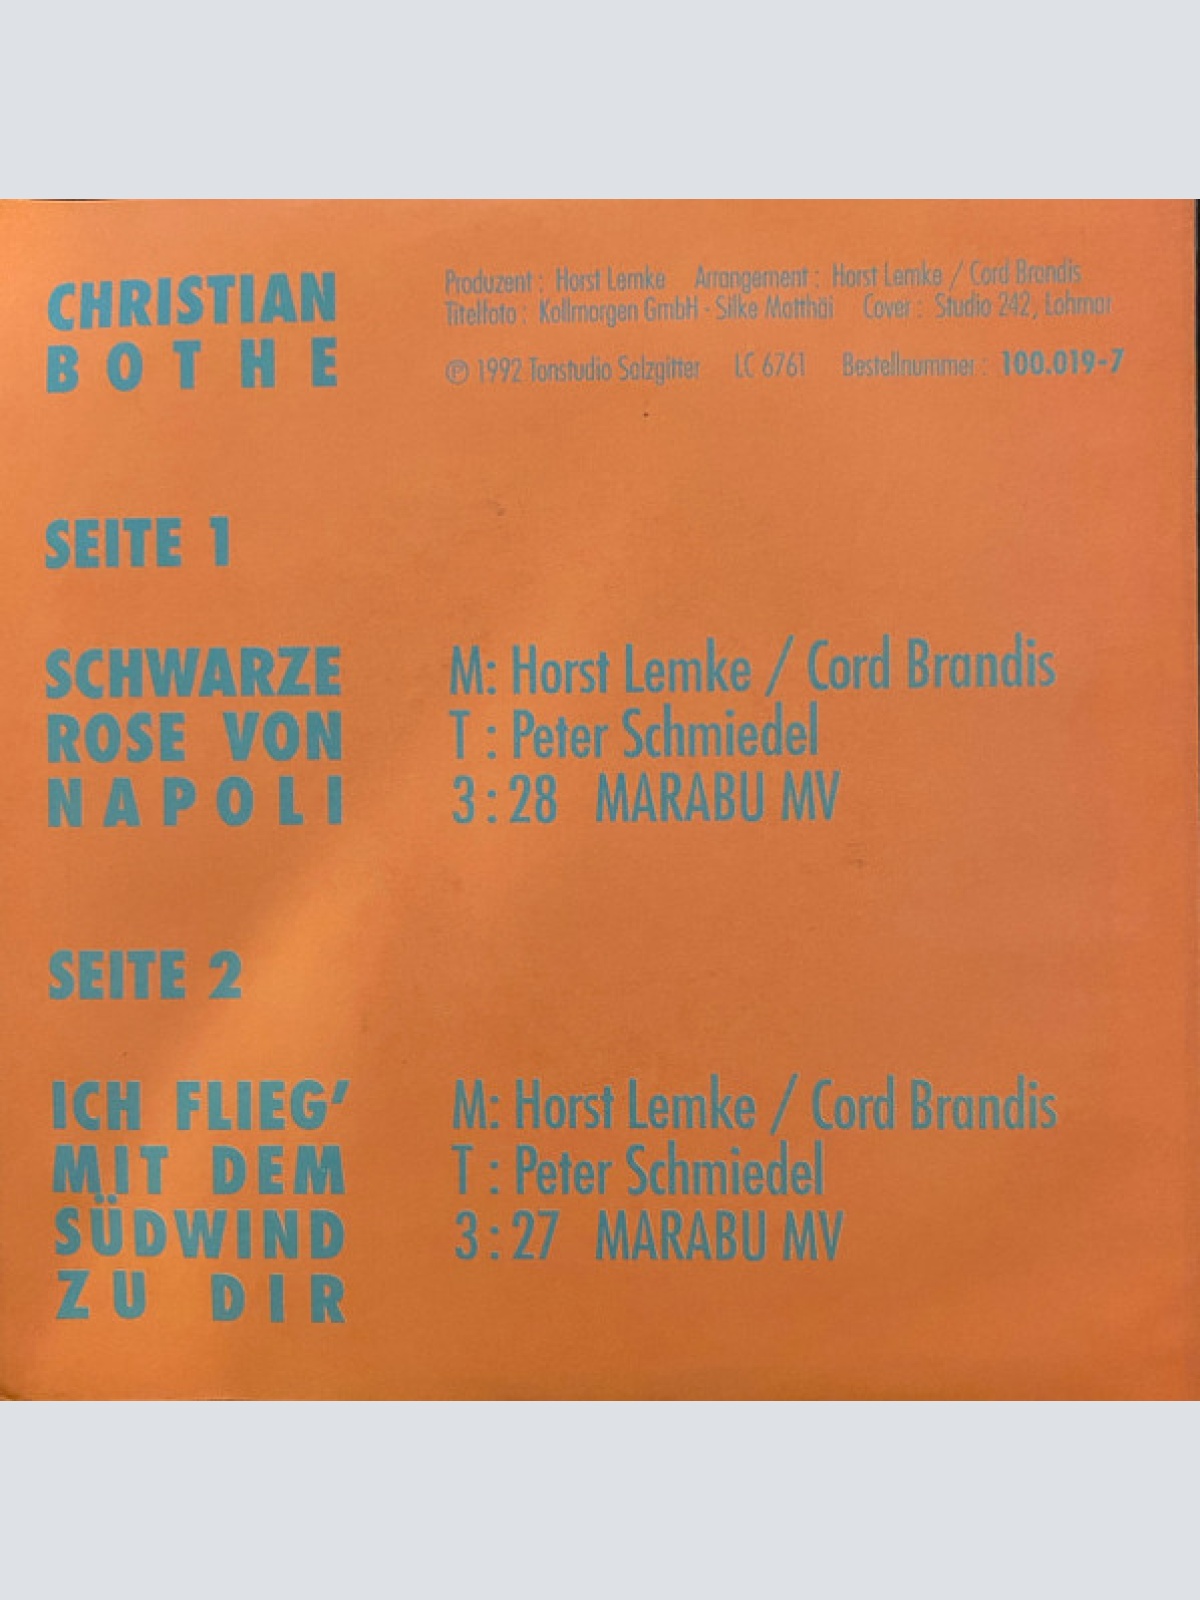 CHRISTIAN
BOTHE
Produzent : Horst Lemke Arrangement : Horst Lemke / Cord Brandis
Titelfoto : Kollmorgen GmbH - Silke Matthäi Cover : Studio 242, Lohmar
℗ 1992 Tonstudio Salzgitter LC 6761 Bestellnummer : 100.019-7
SEITE 1
SCHWARZE
ROSE VON
NAPOLI
M: Horst Lemke / Cord Brandis
T : Peter Schmiedel
3 : 28 MARABU MV
SEITE 2
ICH FLIEG'
MIT DEM
SÜDWIND
ZU DIR
M: Horst Lemke / Cord Brandis
T : Peter Schmiedel
3 : 27 MARABU MV